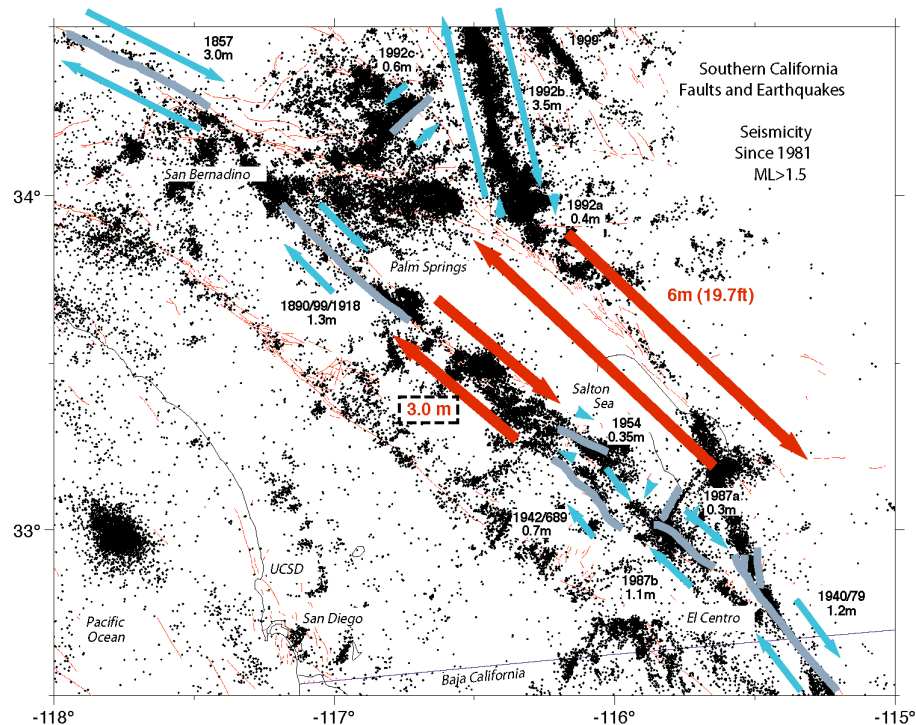 1857
3.0m
1992c
0.6m
1999
1992b
3.5m
Southern California
Faults and Earthquakes
Seismicity
Since 1981
ML>1.5
San Bernadino
34°
1992a
0.4m
Palm Springs
6m (19.7ft)
1890/99/1918
1.3m
Salton
Sea
3.0 m
1954
0.35m
1987a
0.3m
33°
1942/689
0.7m
UCSD
1987b
1.1m
1940/79
1.2m
Pacific
Ocean
San Diego
El Centro
Baja California
-118°
-117°
-116°
-115°